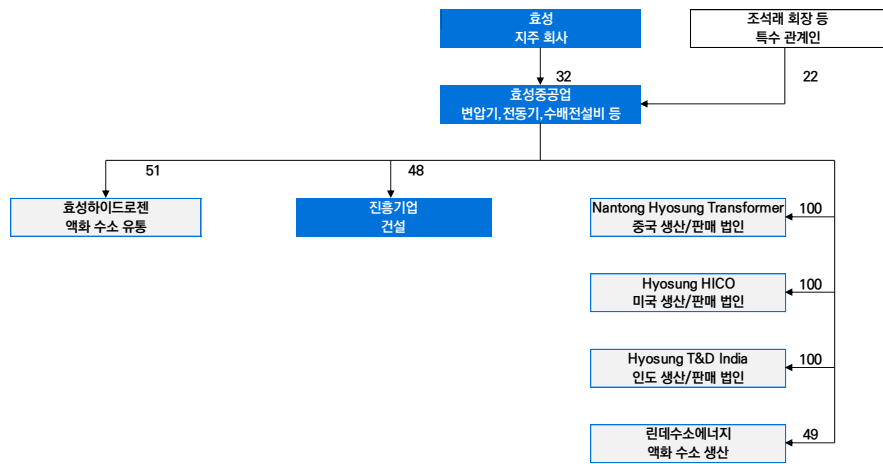 효성
지주 회사
조석래 회장 등
특수 관계인
32
22
효성중공업
변압기,전동기,수배전설비 등
51
48
효성하이드로젠
액화 수소 유통
진흥기업
건설
Nantong Hyosung Transformer
중국 생산/판매 법인
100
Hyosung HICO
미국 생산/판매 법인
100
Hyosung T&D India
인도 생산/판매 법인
100
린데수소에너지
액화 수소 생산
49